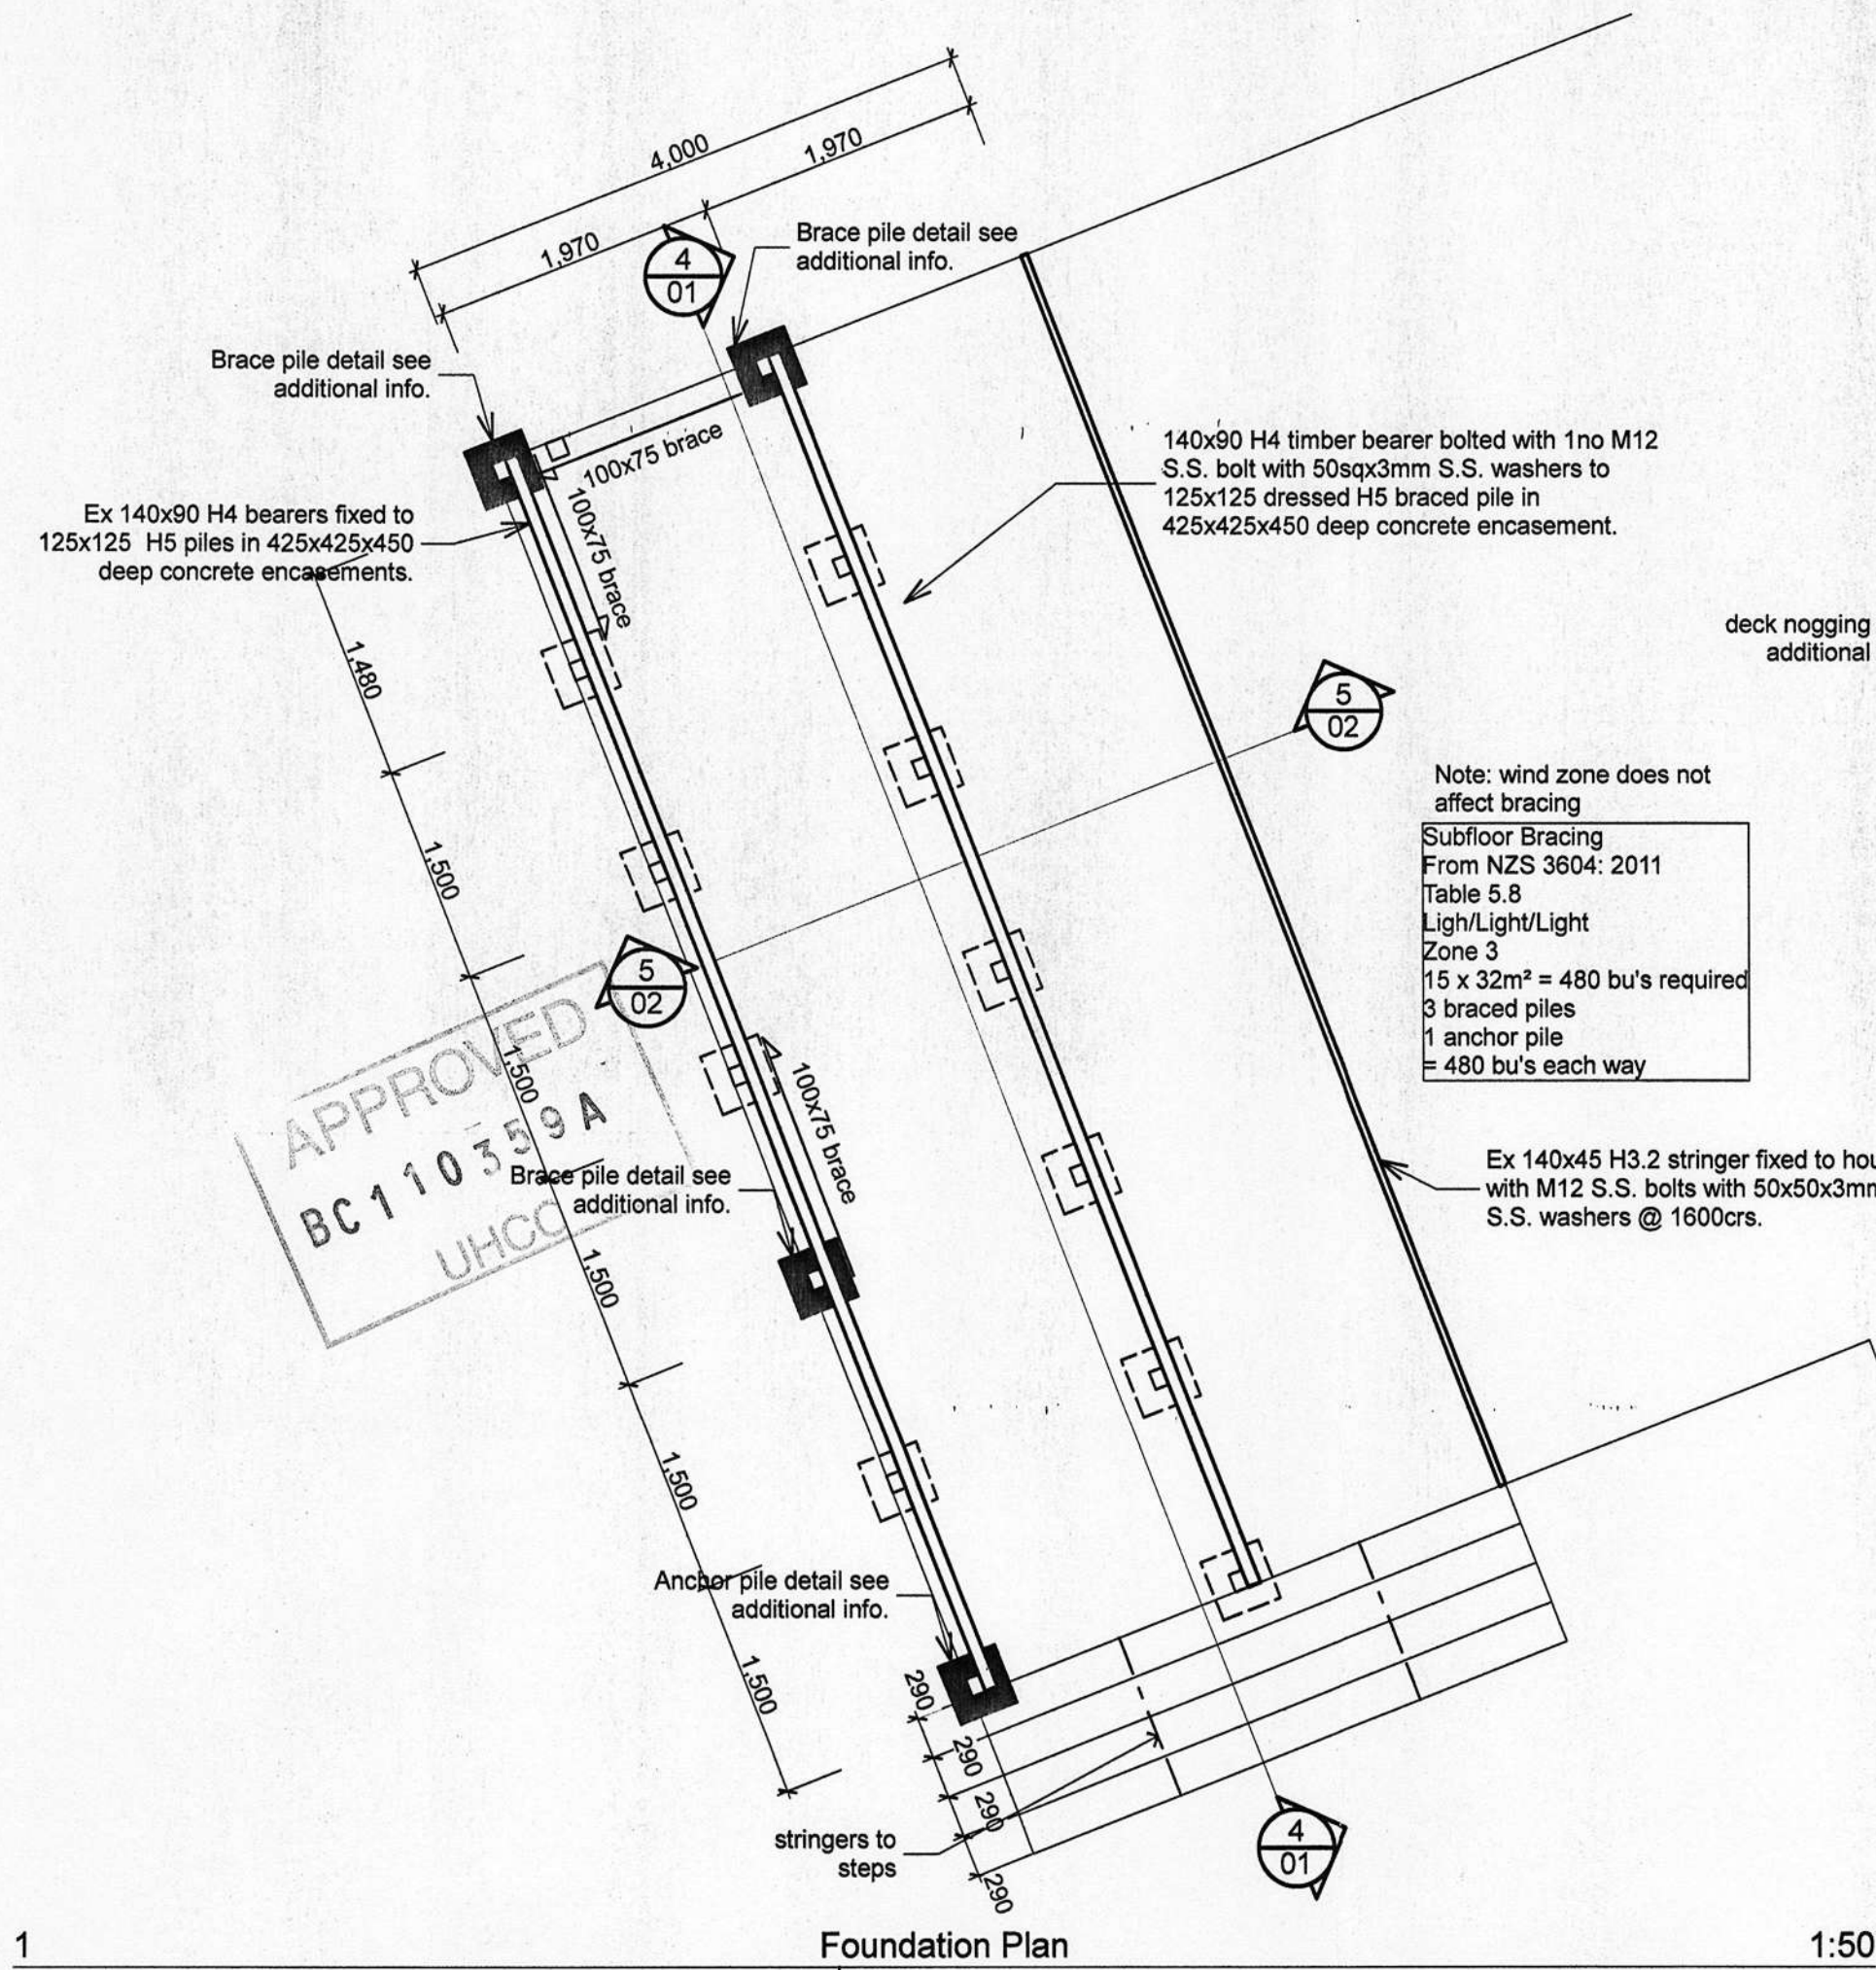 4,000
1,970
1,970
4
01
Brace pile detail see
additional info.
Brace pile detail see
additional info.
100x75 brace
100x75 brace
Ex 140x90 H4 bearers fixed to
125x125 H5 piles in 425x425x450
deep concrete encasements.
140x90 H4 timber bearer bolted with 1no M12
S.S. bolt with 50sqx3mm S.S. washers to
125x125 dressed H5 braced pile in
425x425x450 deep concrete encasement.
deck nogging
additional
1,480
5
02
Note: wind zone does not
affect bracing
Subfloor Bracing
From NZS 3604: 2011
Table 5.8
Ligh/Light/Light
Zone 3
15 x 32m² = 480 bu's required
3 braced piles
1 anchor pile
= 480 bu's each way
1,500
5
02
1,500
APPROVED
BC110359A
UHCC
100x75 brace
Brace pile detail see
additional info.
Ex 140x45 H3.2 stringer fixed to hou
with M12 S.S. bolts with 50x50x3mm
S.S. washers @ 1600crs.
1,500
1,500
Anchor pile detail see
additional info.
1,500
290
290
290
290
stringers to
steps
4
01
1
Foundation Plan
1:50